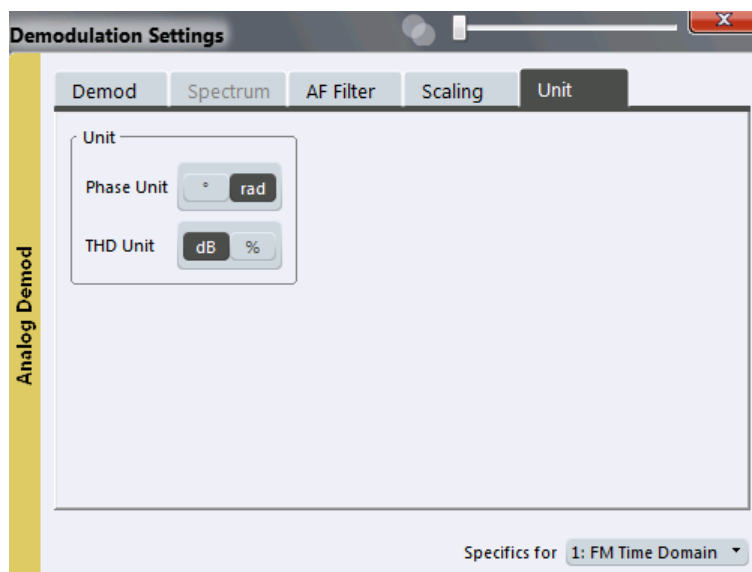 Demodulation Settings
x
Analog Demod
Demod Spectrum AF Filter Scaling Unit
Unit
Phase Unit ° rad
THD Unit dB %
Specifics for 1: FM Time Domain